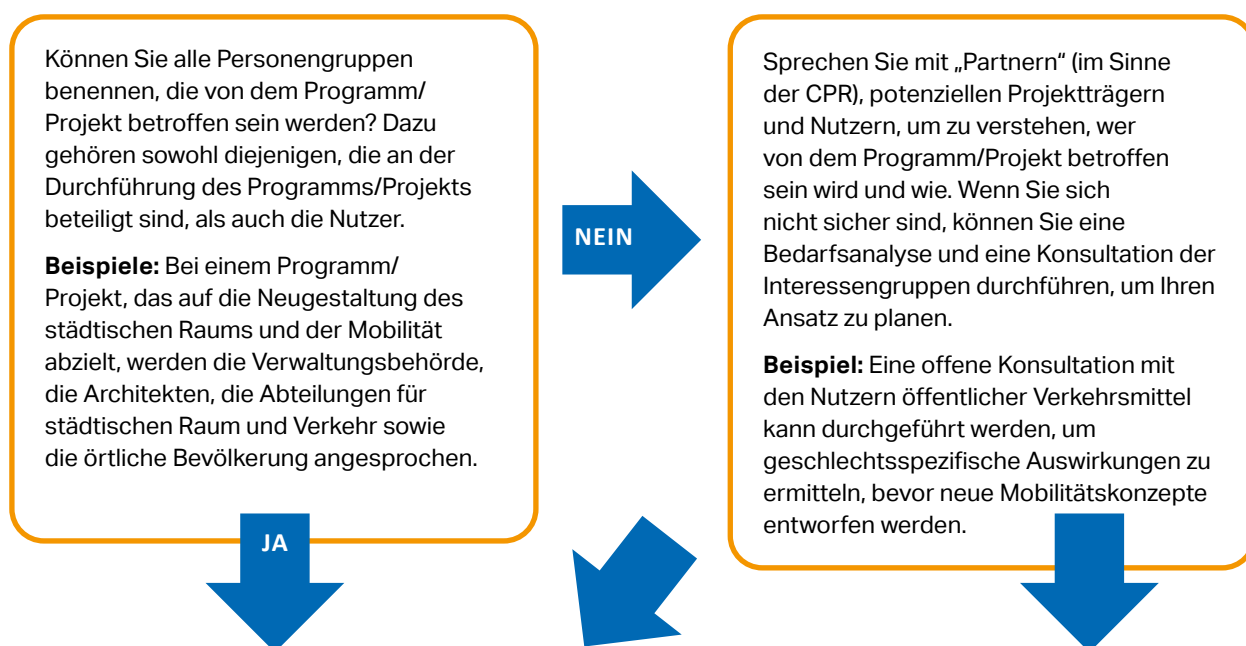 Können Sie alle Personengruppen
benennen, die von dem Programm/
Projekt betroffen sein werden? Dazu
gehören sowohl diejenigen, die an der
Durchführung des Programms/Projekts
beteiligt sind, als auch die Nutzer.
Beispiele: Bei einem Programm/
Projekt, das auf die Neugestaltung des
städtischen Raums und der Mobilität
abzielt, werden die Verwaltungsbehörde,
die Architekten, die Abteilungen für
städtischen Raum und Verkehr sowie
die örtliche Bevölkerung angesprochen.
JA
NEIN
Sprechen Sie mit „Partnern“ (im Sinne
der CPR), potenziellen Projektträgern
und Nutzern, um zu verstehen, wer
von dem Programm/Projekt betroffen
sein wird und wie. Wenn Sie sich
nicht sicher sind, können Sie eine
Bedarfsanalyse und eine Konsultation der
Interessengruppen durchführen, um Ihren
Ansatz zu planen.
Beispiel: Eine offene Konsultation mit
den Nutzern öffentlicher Verkehrsmittel
kann durchgeführt werden, um
geschlechtsspezifische Auswirkungen zu
ermitteln, bevor neue Mobilitätskonzepte
entworfen werden.